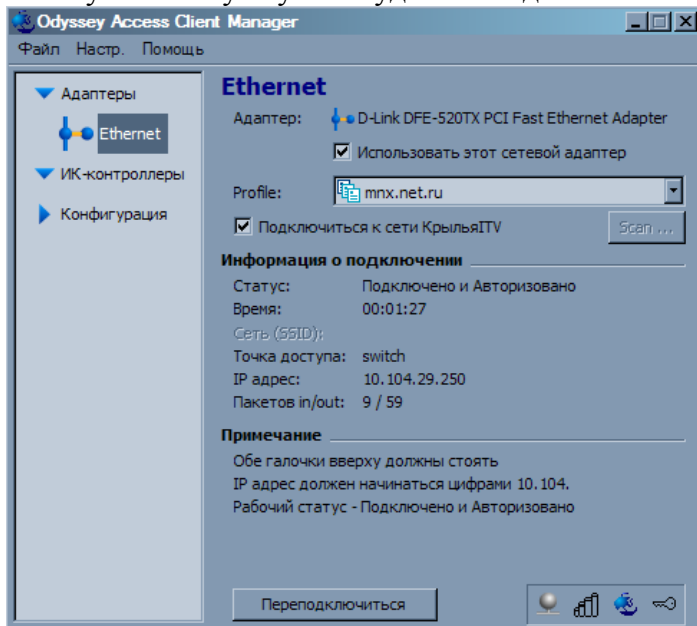 Odyssey Access Client Manager
Файл Настр. Помощь
Адаптеры
Ethernet
ИК-контроллеры
Конфигурация
Ethernet
Адаптер: D-Link DFE-520TX PCI Fast Ethernet Adapter
Использовать этот сетевой адаптер
Profile: mnx.net.ru
Подключиться к сети КрыльяITV Scan ...
Информация о подключении
Статус: Подключено и Авторизовано
Время: 00:01:27
Сеть (SSID):
Точка доступа: switch
IP адрес: 10.104.29.250
Пакетов in/out: 9 / 59
Примечание
Обе галочки вверху должны стоять
IP адрес должен начинаться цифрами 10.104.
Рабочий статус - Подключено и Авторизовано
Переподключиться